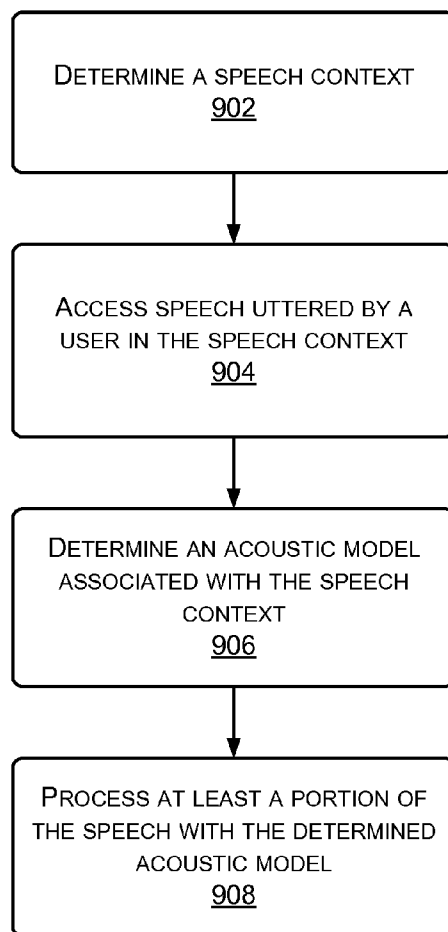 DETERMINE A SPEECH CONTEXT
902
ACCESS SPEECH UTTERED BY A
USER IN THE SPEECH CONTEXT
904
DETERMINE AN ACOUSTIC MODEL
ASSOCIATED WITH THE SPEECH
CONTEXT
906
PROCESS AT LEAST A PORTION OF
THE SPEECH WITH THE DETERMINED
ACOUSTIC MODEL
908